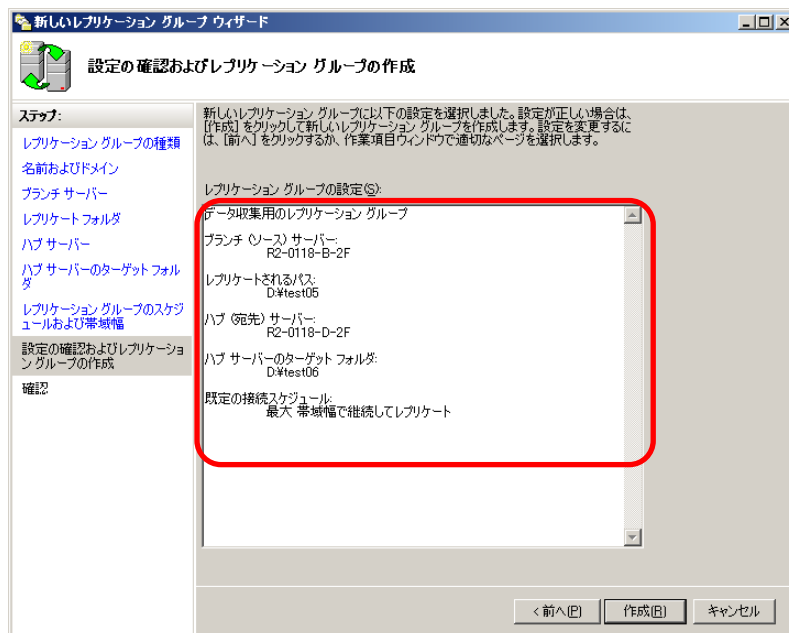 新しいレプリケーション グループ ウィザード
設定の確認およびレプリケーション グループの作成
ステップ:
レプリケーション グループの種類
名前およびドメイン
ブランチ サーバー
レプリケート フォルダ
ハブ サーバー
ハブ サーバーのターゲット フォル
ダ
レプリケーション グループのスケジ
ュールおよび帯域幅
設定の確認およびレプリケーショ
ン グループの作成
確認
新しいレプリケーション グループに以下の設定を選択しました。設定が正しい場合は、
[作成] をクリックして新しいレプリケーション グループを作成します。設定を変更するに
は、[前へ] をクリックするか、作業項目ウィンドウで適切なページを選択します。
レプリケーション グループの設定(S):
データ収集用のレプリケーション グループ
ブランチ (ソース) サーバー:
R2-0118-B-2F
レプリケートされるパス:
D:¥test05
ハブ (宛先) サーバー:
R2-0118-D-2F
ハブ サーバーのターゲット フォルダ:
D:¥test06
既定の接続スケジュール:
最大 帯域幅で継続してレプリケート
< 前へ(P)
作成(R)
キャンセル